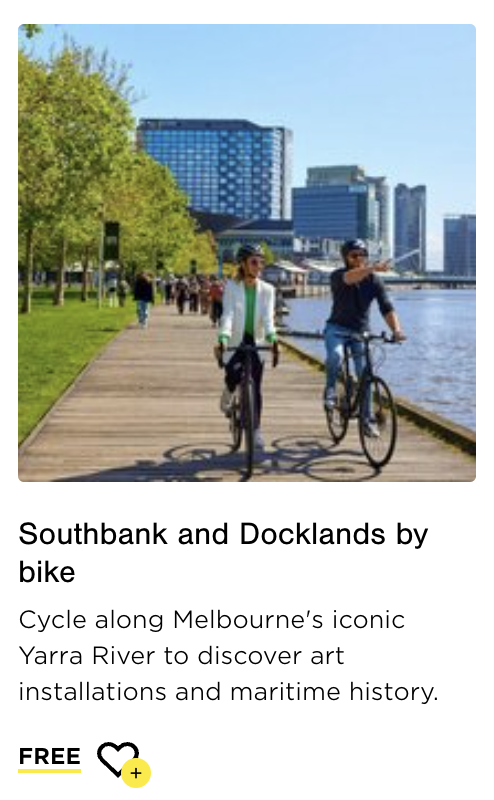 Southbank and Docklands by
bike
Cycle along Melbourne's iconic
Yarra River to discover art
installations and maritime history.
FREE